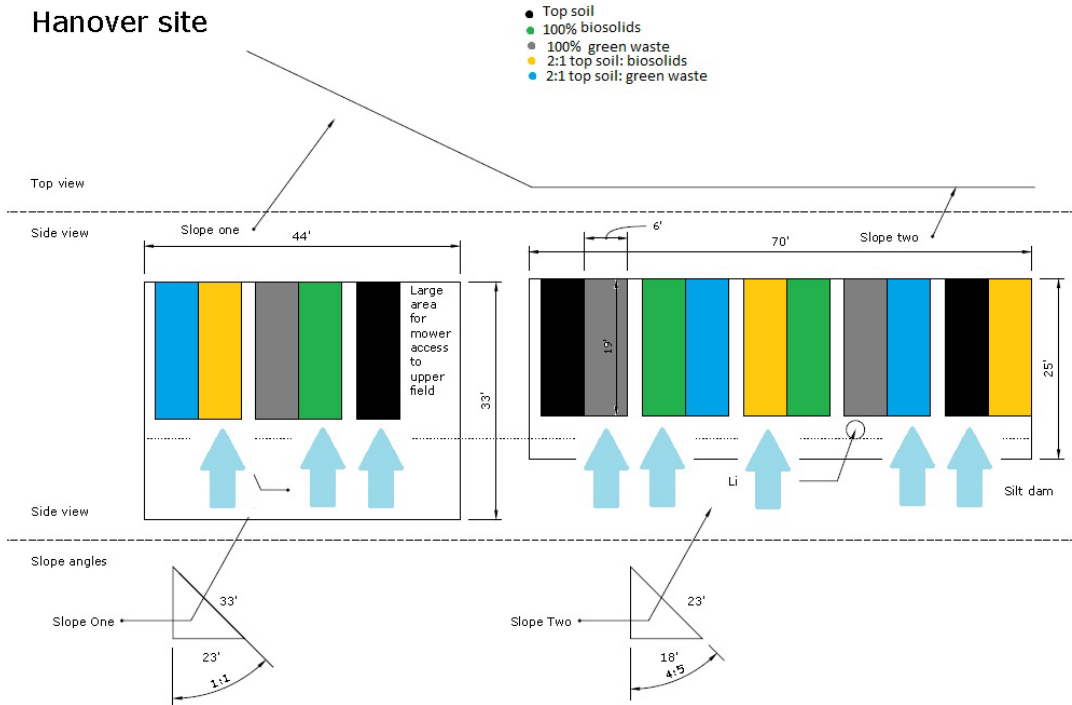 Hanover site
Top soil
100% biosolids
100% green waste
2:1 top soil: biosolids
2:1 top soil: green waste
Top view
Side view
Slope one
44'
6'
70'
Slope two
Large
area
for
mower
access
to
upper
field
33'
19'
25'
Li
Silt dam
Side view
Slope angles
Slope One
33'
23'
1:1
Slope Two
23'
18'
4:5